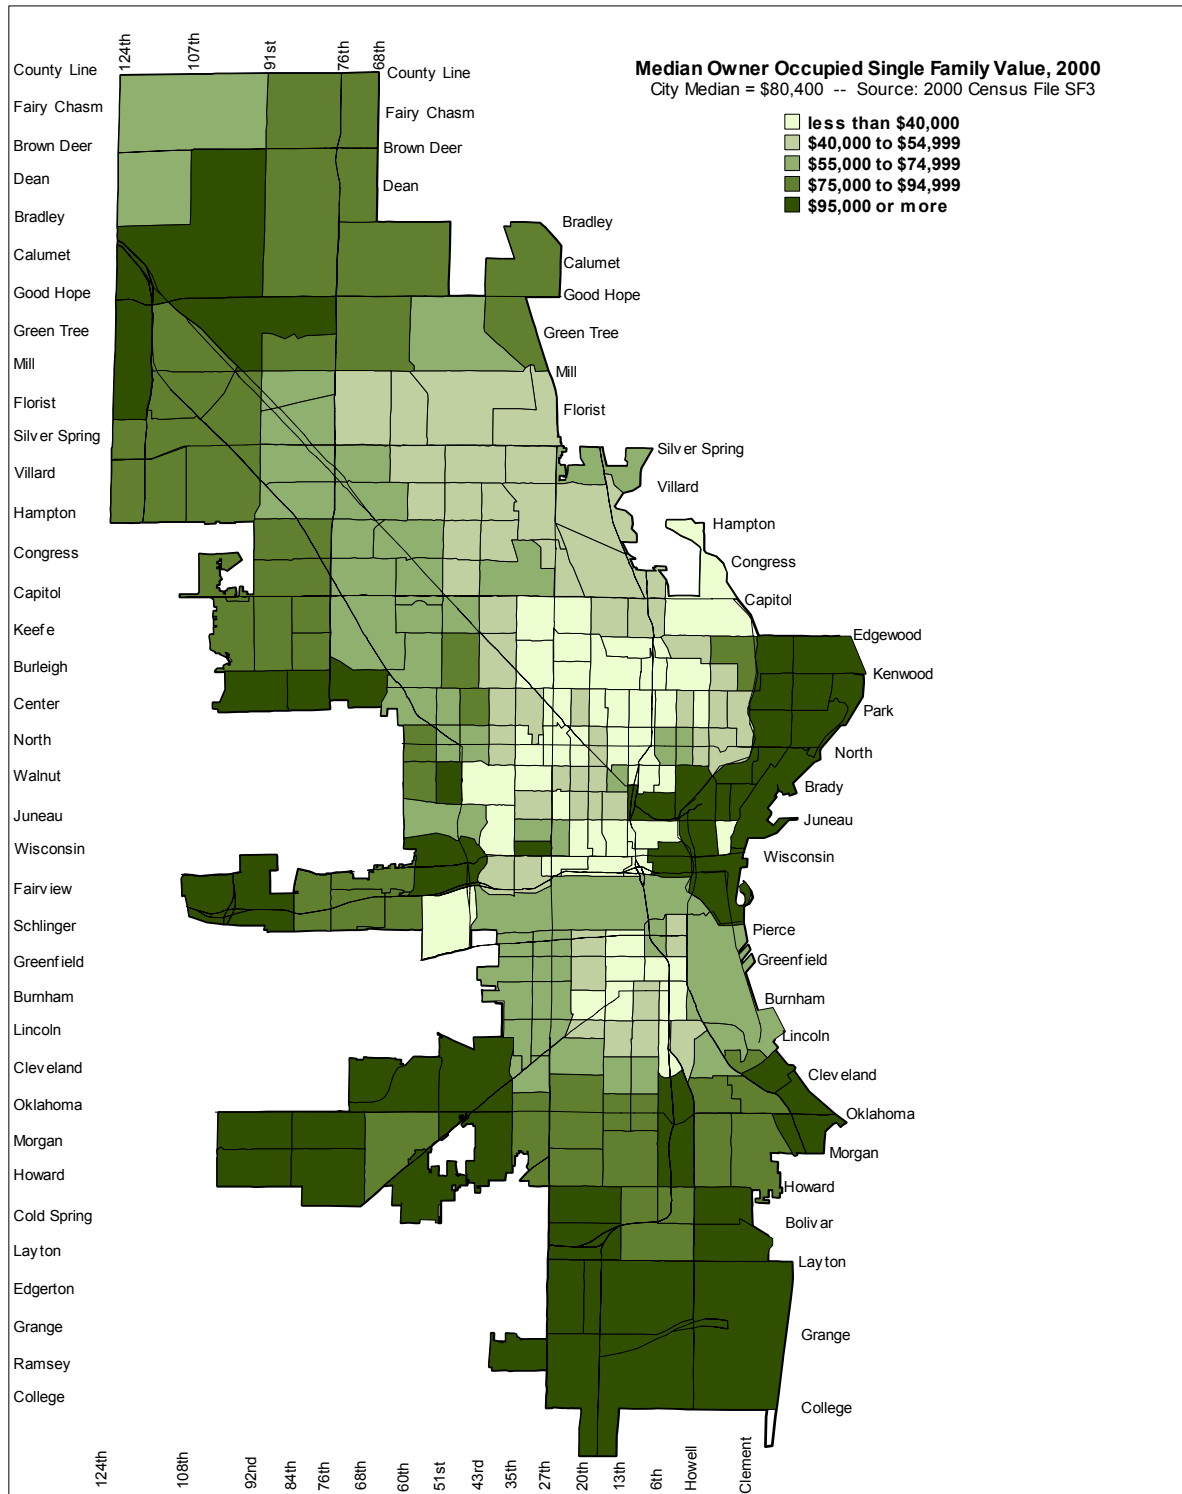 124th
107th
91st
76th
68th
Median Owner Occupied Single Family Value, 2000
City Median = $80,400 -- Source: 2000 Census File SF3
less than $40,000
$40,000 to $54,999
$55,000 to $74,999
$75,000 to $94,999
$95,000 or more
County Line
Fairy Chasm
Brown Deer
Dean
Bradley
Calumet
Good Hope
Green Tree
Mill
Florist
Silver Spring
Villard
Hampton
Congress
Capitol
Keefe
Burleigh
Center
North
Walnut
Juneau
Wisconsin
Fairview
Schlinger
Greenfield
Burnham
Lincoln
Cleveland
Oklahoma
Morgan
Howard
Cold Spring
Layton
Edgerton
Grange
Ramsey
College
County Line
Fairy Chasm
Brown Deer
Dean
Bradley
Calumet
Good Hope
Green Tree
Mill
Florist
Silver Spring
Villard
Hampton
Congress
Capitol
Edgewood
Kenwood
Park
North
Brady
Juneau
Wisconsin
Pierce
Greenfield
Burnham
Lincoln
Cleveland
Oklahoma
Morgan
Howard
Bolivar
Layton
Grange
College
124th
108th
92nd
84th
76th
68th
60th
51st
43rd
35th
27th
20th
13th
6th
Howell
Clement